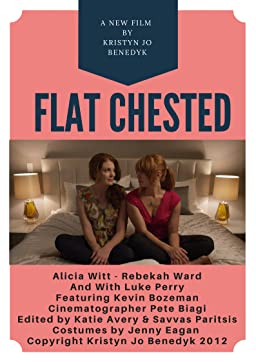 A NEW FILM
BY
KRISTYN JO
BENEDYK
FLAT CHESTED
Alicia Witt - Rebekah Ward
And With Luke Perry
Featuring Kevin Bozeman
Cinematographer Pete Biagi
Edited by Katie Avery & Savvas Paritsis
Costumes by Jenny Eagan
Copyright Kristyn Jo Benedyk 2012